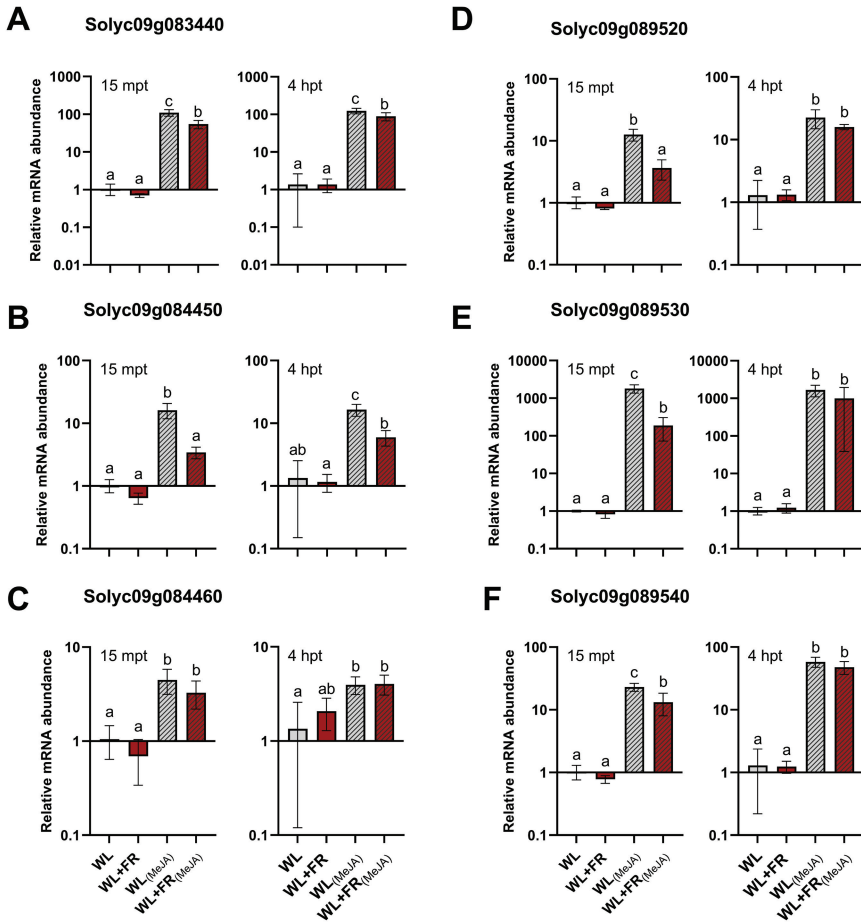 A
Solyc09g083440
Relative mRNA abundance
1000
100
10
1
0.1
0.01
15 mpt
a
a
c
b
1000
100
10
1
0.1
0.01
4 hpt
a
a
c
b
B
Solyc09g084450
Relative mRNA abundance
100
10
1
0.1
15 mpt
a
a
b
a
100
10
1
0.1
4 hpt
ab
a
c
b
C
Solyc09g084460
Relative mRNA abundance
10
1
0.1
15 mpt
a
a
b
b
10
1
0.1
4 hpt
a
ab
b
b
WL
WL+FR
WL(MeJA)
WL+FR(MeJA)
WL
WL+FR
WL(MeJA)
WL+FR(MeJA)
D
Solyc09g089520
Relative mRNA abundance
100
10
1
0.1
15 mpt
a
a
b
a
100
10
1
0.1
4 hpt
a
a
b
b
E
Solyc09g089530
Relative mRNA abundance
10000
1000
1000
10
1
0.1
15 mpt
a
a
c
b
10000
1000
1000
10
1
0.1
4 hpt
a
a
b
b
F
Solyc09g089540
Relative mRNA abundance
100
10
1
0.1
15 mpt
a
a
c
b
100
10
1
0.1
4 hpt
a
a
b
b
WL
WL+FR
WL(MeJA)
WL+FR(MeJA)
WL
WL+FR
WL(MeJA)
WL+FR(MeJA)